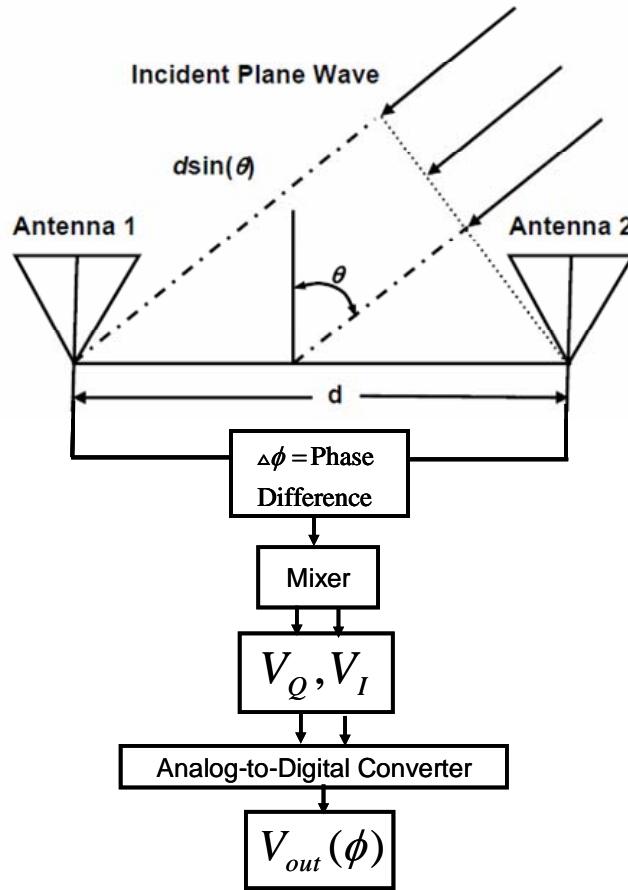 Incident Plane Wave
dsin(θ)
Antenna 1
Antenna 2
θ
d
△ϕ = Phase
Difference
Mixer
V_Q , V_I
Analog-to-Digital Converter
V_out (ϕ)